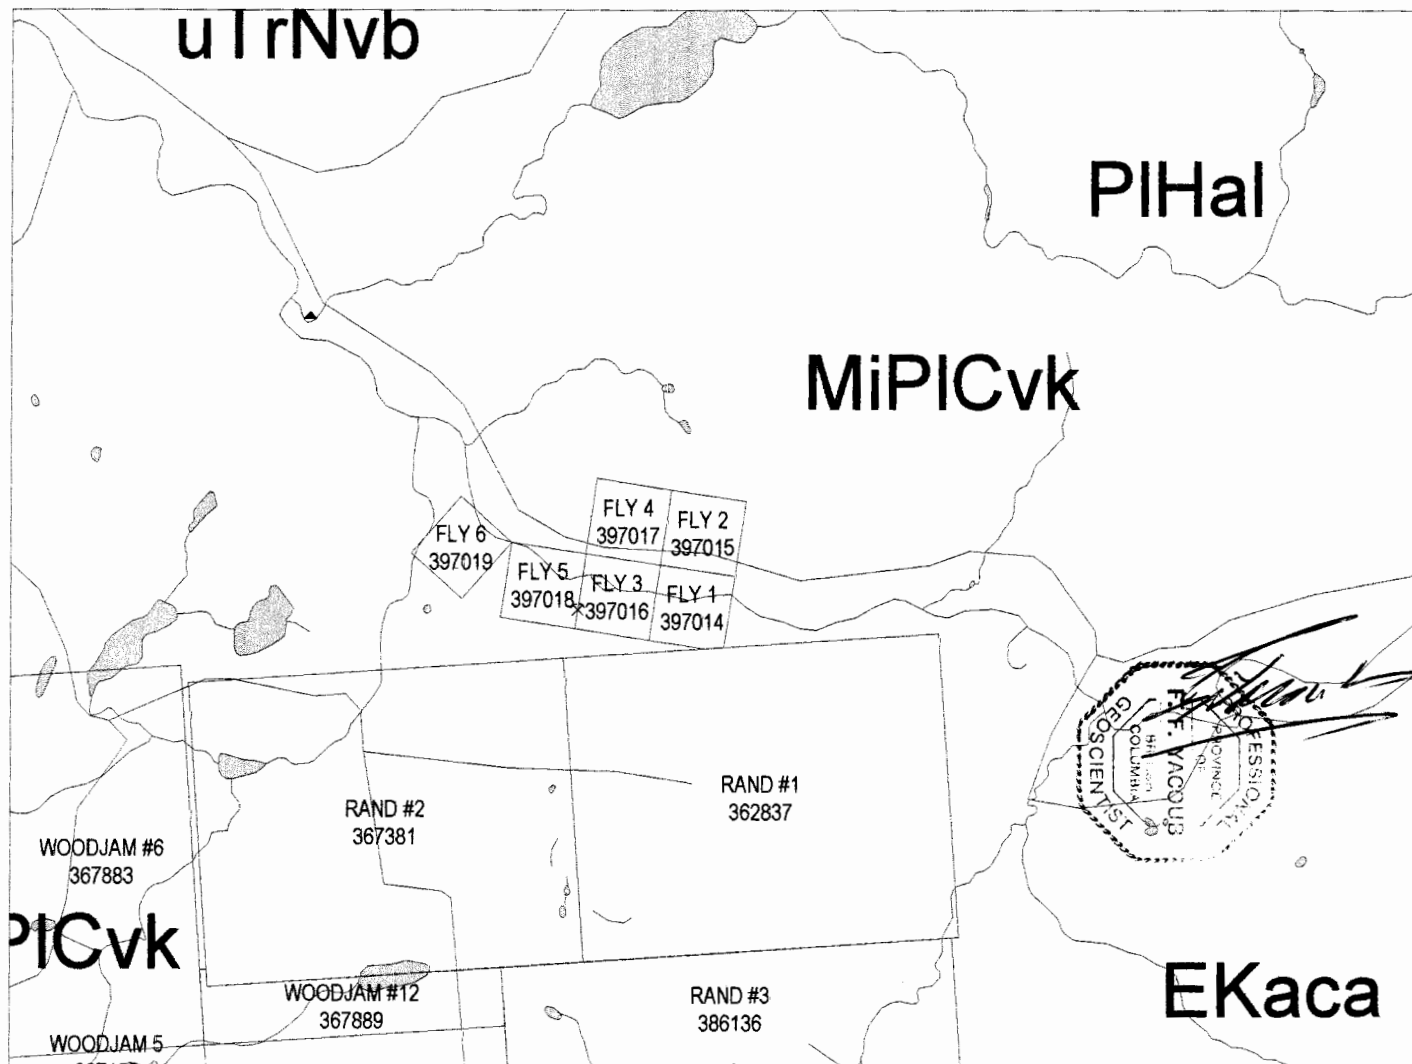 uTrNvb
PlHal
MiPlCvk
FLY 4
397017
FLY 2
397015
FLY 6
397019
FLY 5
397018
FLY 3
397016
FLY 1
397014
PROFESSIONAL
PROVINCE
OF
F. F. YACOUB
BRITISH
COLUMBIA
GEOSCIENTIST
RAND #1
362837
RAND #2
367381
WOODJAM #6
367883
PlCvk
WOODJAM #12
367889
RAND #3
386136
EKaca
WOODJAM 5